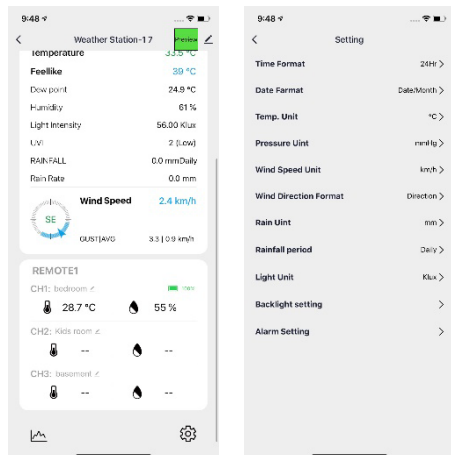 9:48
Weather Station-17
Preview
Temperature 33.5 °C
Feellike 39 °C
Dew point 24.9 °C
Humidity 61 %
Light Intensity 56.00 Klux
UVI 2 (Low)
RAINFALL 0.0 mmDaily
Rain Rate 0.0 mm
Wind Speed 2.4 km/h
SE
GUST|AVG 3.3 | 0.9 km/h
REMOTE1
CH1: bedroom
28.7 °C 55 %
CH2: Kids room
-- --
CH3: basement
-- --
9:48
Setting
Time Format 24Hr >
Date Farmat Date/Month >
Temp. Unit °C >
Pressure Uint mmHg >
Wind Speed Unit km/h >
Wind Direction Format Direction >
Rain Uint mm >
Rainfall period Daily >
Light Unit Klux >
Backlight setting >
Alarm Setting >